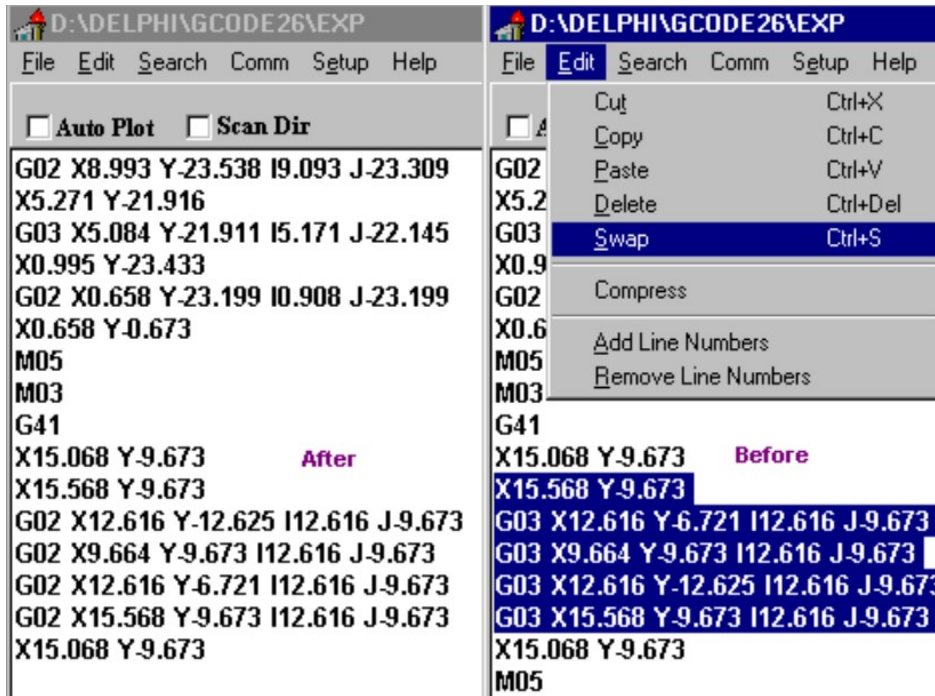 D:\DELPHI\GCODE26\EXP
File Edit Search Comm Setup Help
Auto Plot Scan Dir
G02 X8.993 Y-23.538 I9.093 J-23.309
X5.271 Y-21.916
G03 X5.084 Y-21.911 I5.171 J-22.145
X0.995 Y-23.433
G02 X0.658 Y-23.199 I0.908 J-23.199
X0.658 Y-0.673
M05
M03
G41
X15.068 Y-9.673 After
X15.568 Y-9.673
G02 X12.616 Y-12.625 I12.616 J-9.673
G02 X9.664 Y-9.673 I12.616 J-9.673
G02 X12.616 Y-6.721 I12.616 J-9.673
G02 X15.568 Y-9.673 I12.616 J-9.673
X15.068 Y-9.673
D:\DELPHI\GCODE26\EXP
File Edit Search Comm Setup Help
Cut Ctrl+X
Copy Ctrl+C
Paste Ctrl+V
Delete Ctrl+Del
Swap Ctrl+S
Compress
Add Line Numbers
Remove Line Numbers
G02
X5.2
G03
X0.9
G02
X0.6
M05
M03
G41
X15.068 Y-9.673 Before
X15.568 Y-9.673
G03 X12.616 Y-6.721 I12.616 J-9.673
G03 X9.664 Y-9.673 I12.616 J-9.673
G03 X12.616 Y-12.625 I12.616 J-9.673
G03 X15.568 Y-9.673 I12.616 J-9.673
X15.068 Y-9.673
M05